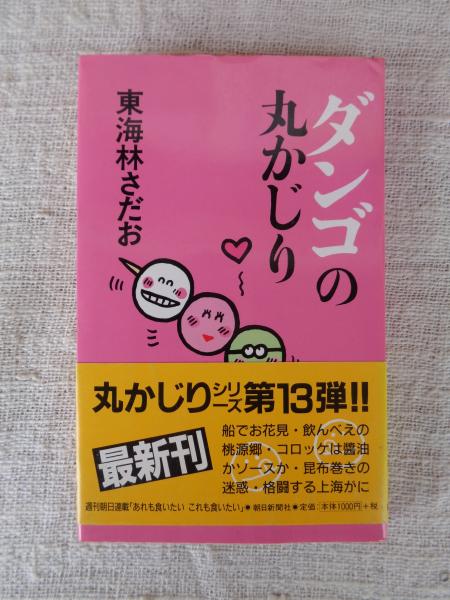 ダンゴの
丸かじり
東海林さだお
丸かじりシリーズ第13弾!!
最新刊
船でお花見・飲んべえの
桃源郷・コロッケは醬油
かソースか・昆布巻きの
迷惑・格闘する上海がに
週刊朝日連載「あれも食いたい これも食いたい」●朝日新聞社●定価:本体1000円+税